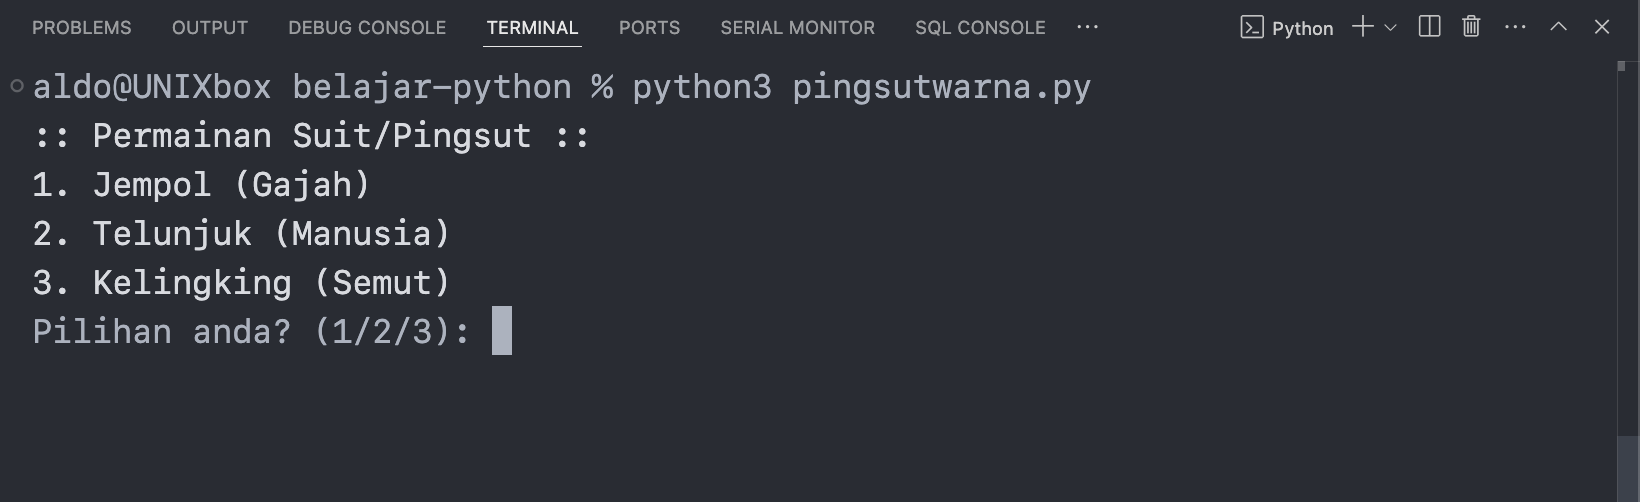 PROBLEMS OUTPUT DEBUG CONSOLE TERMINAL PORTS SERIAL MONITOR SQL CONSOLE ··· Python ···
aldo@UNIXbox belajar-python % python3 pingsutwarna.py
:: Permainan Suit/Pingsut ::
1. Jempol (Gajah)
2. Telunjuk (Manusia)
3. Kelingking (Semut)
Pilihan anda? (1/2/3):